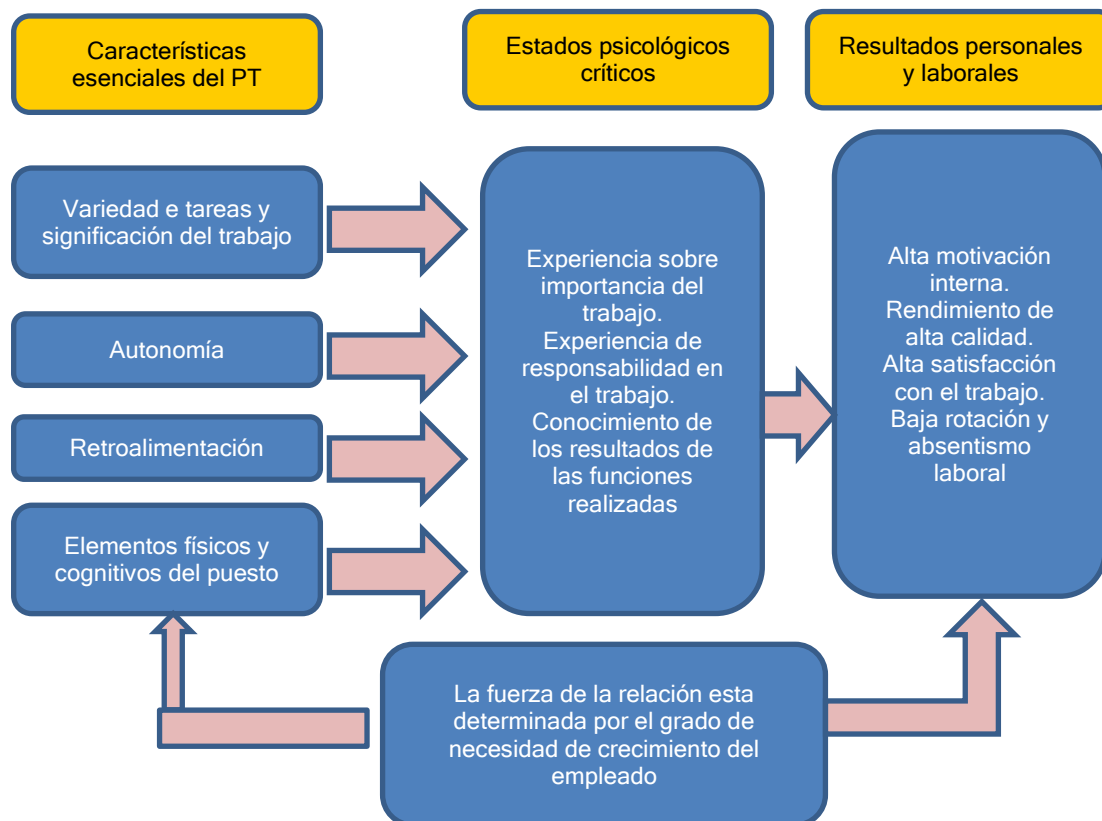 Características
esenciales del PT
Estados psicológicos
críticos
Resultados personales
y laborales
Variedad e tareas y
significación del trabajo
Autonomía
Retroalimentación
Elementos físicos y
cognitivos del puesto
Experiencia sobre
importancia del
trabajo.
Experiencia de
responsabilidad en
el trabajo.
Conocimiento de
los resultados de
las funciones
realizadas
Alta motivación
interna.
Rendimiento de
alta calidad.
Alta satisfacción
con el trabajo.
Baja rotación y
absentismo
laboral
La fuerza de la relación esta
determinada por el grado de
necesidad de crecimiento del
empleado